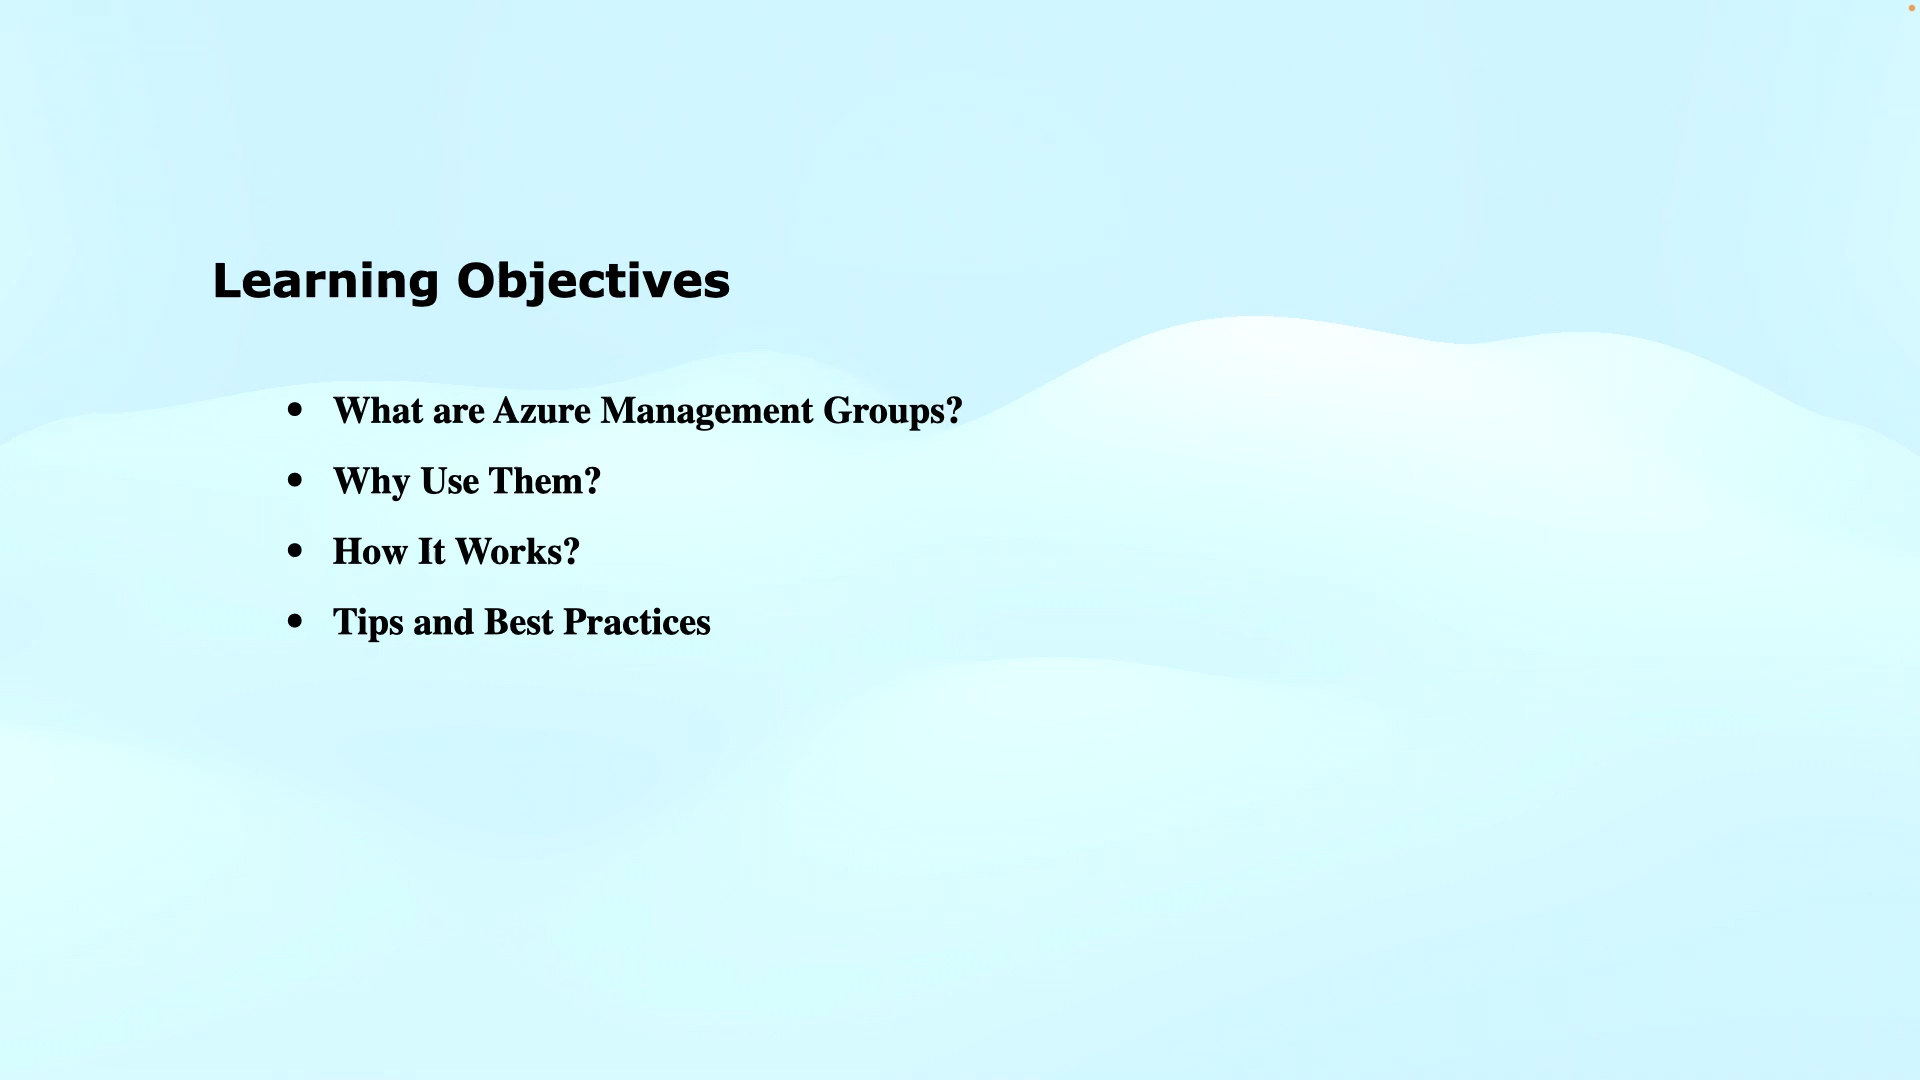 Learning Objectives
• What are Azure Management Groups?
• Why Use Them?
• How It Works?
• Tips and Best Practices